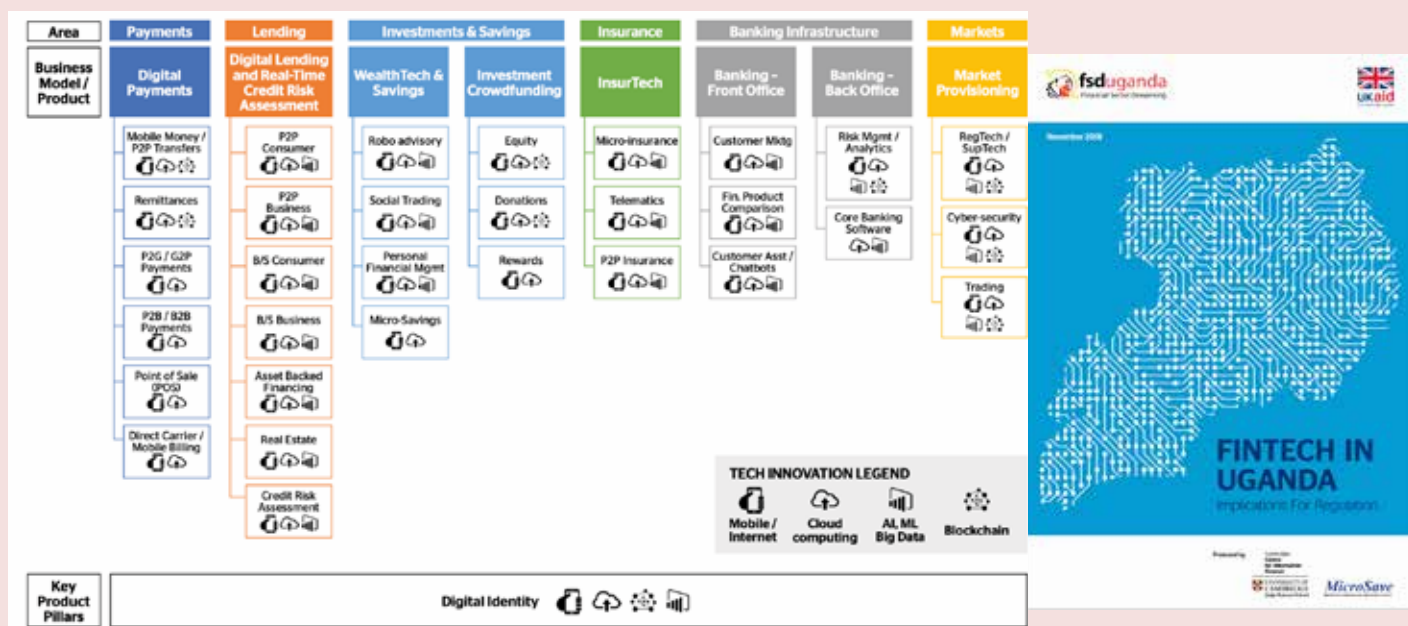 Area
Payments
Lending
Investments & Savings
Insurance
Banking Infrastructure
Markets
Business
Model /
Product
Digital
Payments
Digital Lending
and Real-Time
Credit Risk
Assessment
WealthTech &
Savings
Investment
Crowdfunding
InsurTech
Banking –
Front Office
Banking –
Back Office
Market
Provisioning
Mobile Money /
P2P Transfers
Remittances
P2G / G2P
Payments
P2B / B2B
Payments
Point of Sale
(POS)
Direct Carrier /
Mobile Billing
P2P
Consumer
P2P
Business
B/S Consumer
B/S Business
Asset Backed
Financing
Real Estate
Credit Risk
Assessment
Robo advisory
Social Trading
Personal
Financial Mgmt
Micro-Savings
Equity
Donations
Rewards
Micro-insurance
Telematics
P2P Insurance
Customer Mktg
Fin. Product
Comparison
Customer Asst /
Chatbots
Risk Mgmt /
Analytics
Core Banking
Software
RegTech /
SupTech
Cyber-security
Trading
TECH INNOVATION LEGEND
Mobile /
Internet
Cloud
computing
AI, ML
Big Data
Blockchain
Key
Product
Pillars
Digital Identity
fsduganda
Financial Sector Deepening
UKaid
FINTECH IN
UGANDA
Implications For Regulation
UNIVERSITY OF
CAMBRIDGE
MicroSave